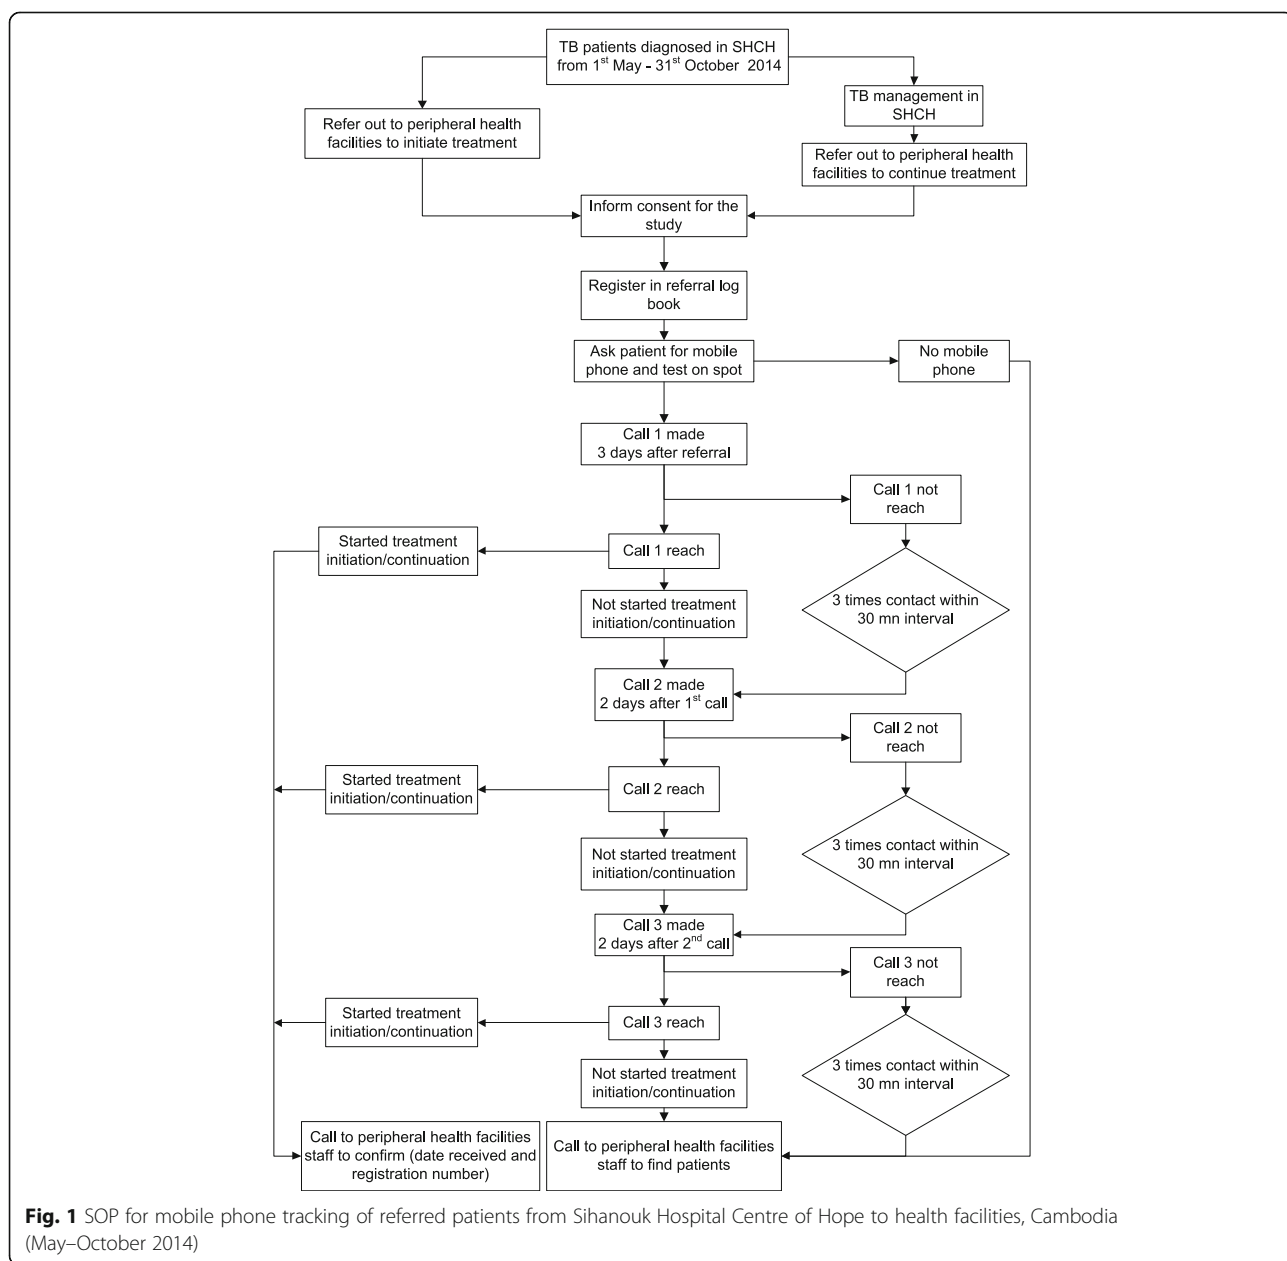 TB patients diagnosed in SHCH
from 1st May - 31st October 2014
TB management in
SHCH
Refer out to peripheral health
facilities to initiate treatment
Refer out to peripheral health
facilities to continue treatment
Inform consent for the
study
Register in referral log
book
Ask patient for mobile
phone and test on spot
No mobile
phone
Call 1 made
3 days after referral
Call 1 not
reach
Started treatment
initiation/continuation
Call 1 reach
3 times contact within
30 mn interval
Not started treatment
initiation/continuation
Call 2 made
2 days after 1st call
Call 2 not
reach
Started treatment
initiation/continuation
Call 2 reach
3 times contact within
30 mn interval
Not started treatment
initiation/continuation
Call 3 made
2 days after 2nd call
Call 3 not
reach
Started treatment
initiation/continuation
Call 3 reach
3 times contact within
30 mn interval
Not started treatment
initiation/continuation
Call to peripheral health facilities
staff to confirm (date received and
registration number)
Call to peripheral health facilities
staff to find patients
Fig. 1 SOP for mobile phone tracking of referred patients from Sihanouk Hospital Centre of Hope to health facilities, Cambodia
(May–October 2014)